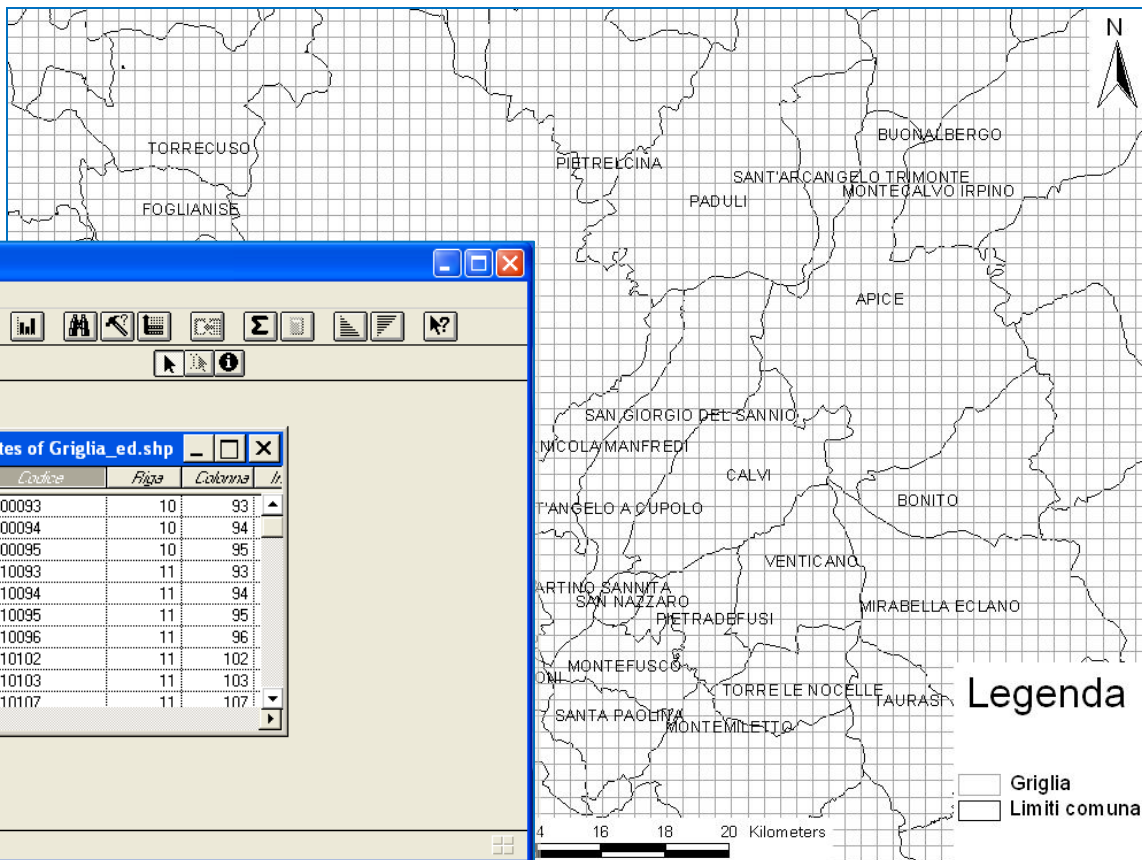 N
BUONALBERGO
TORRECUSO
PIETRELCINA
SANT'ARCANGELO TRIMONTE
MONTECALVO IRPINO
PADULI
FOGLIANISE
APICE
SAN GIORGIO DEL SANNIO
NICOLA MANFREDI
CALVI
BONITO
T'ANGELO A CUPOLO
VENTICANO
ARTINO SANNITA
SAN NAZZARO
MIRABELLA ECLANO
PIETRADEFUSI
MONTEFUSCO
ONI
TORRE LE NOCELLE
TAURASI
SANTA PAOLINA
MONTEMILETTO
tes of Griglia_ed.shp
Codice Riga Colonna In
00093 10 93
00094 10 94
00095 10 95
10093 11 93
10094 11 94
10095 11 95
10096 11 96
10102 11 102
10103 11 103
10107 11 107
Legenda
Griglia
Limiti comuna
4 16 18 20 Kilometers